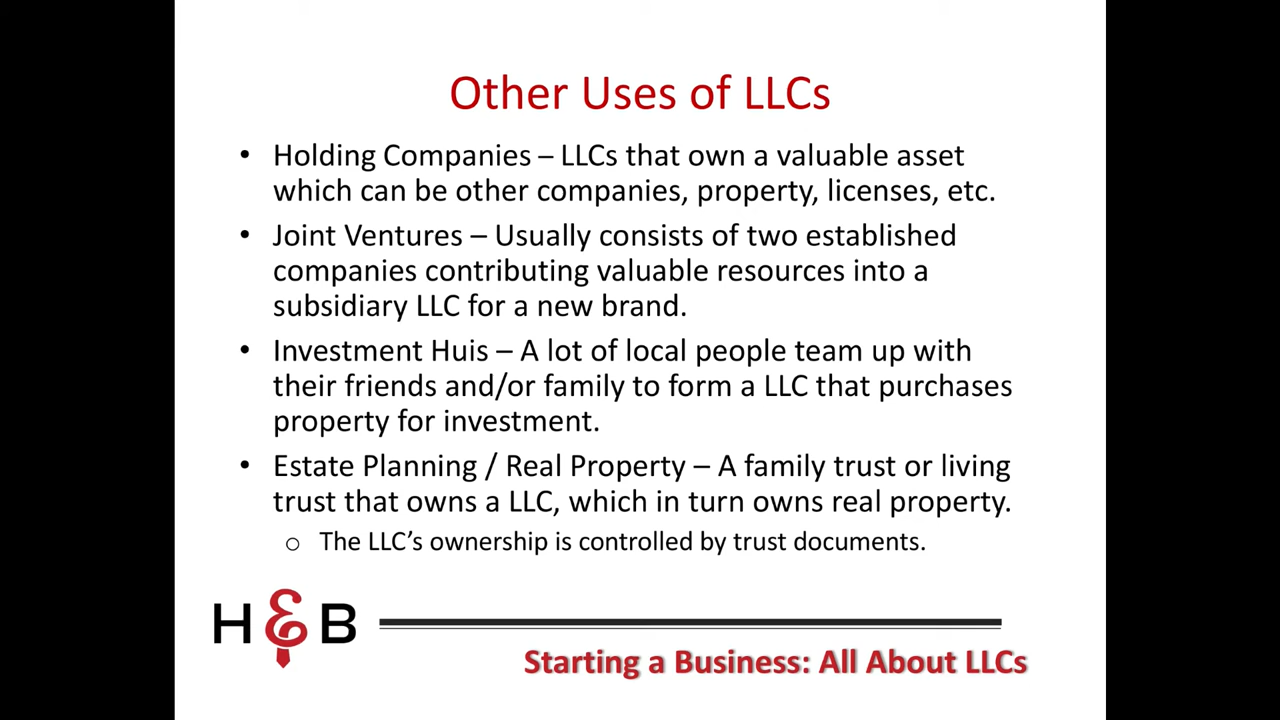 Other Uses of LLCs
• Holding Companies – LLCs that own a valuable asset
which can be other companies, property, licenses, etc.
• Joint Ventures – Usually consists of two established
companies contributing valuable resources into a
subsidiary LLC for a new brand.
• Investment Huis – A lot of local people team up with
their friends and/or family to form a LLC that purchases
property for investment.
• Estate Planning / Real Property – A family trust or living
trust that owns a LLC, which in turn owns real property.
o The LLC’s ownership is controlled by trust documents.
H & B
Starting a Business: All About LLCs